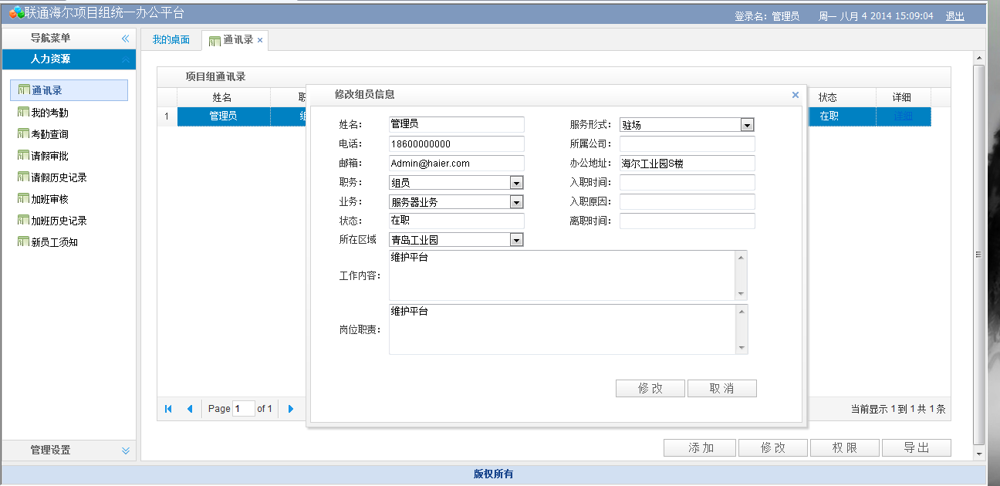 联通海尔项目组统一办公平台
登录名：管理员 周一 八月 4 2014 15:09:04 退出
导航菜单
人力资源
通讯录
我的考勤
考勤查询
请假审批
请假历史记录
加班审核
加班历史记录
新员工须知
管理设置
我的桌面 通讯录
项目组通讯录
姓名 状态 详细
1 管理员 在职 详细
修改组员信息
姓名： 管理员 服务形式： 驻场
电话： 18600000000 所属公司：
邮箱： Admin@haier.com 办公地址： 海尔工业园S楼
职务： 组员 入职时间：
业务： 服务器业务 入职原因：
状态： 在职 离职时间：
所在区域 青岛工业园
工作内容： 维护平台
岗位职责： 维护平台
修 改 取 消
Page 1 of 1 当前显示 1 到 1 共 1 条
添 加 修 改 权 限 导 出
版权所有